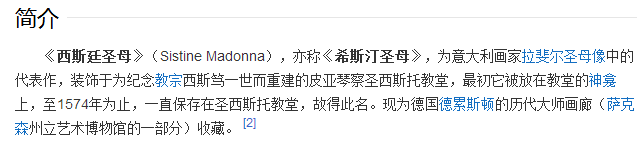 简介
《西斯廷圣母》（Sistine Madonna），亦称《希斯汀圣母》，为意大利画家拉斐尔圣母像中的
代表作，装饰于为纪念教宗西斯笃一世而重建的皮亚琴察圣西斯托教堂，最初它被放在教堂的神龛
上，至1574年为止，一直保存在圣西斯托教堂，故得此名。现为德国德累斯顿的历代大师画廊（萨克
森州立艺术博物馆的一部分）收藏。 [2]